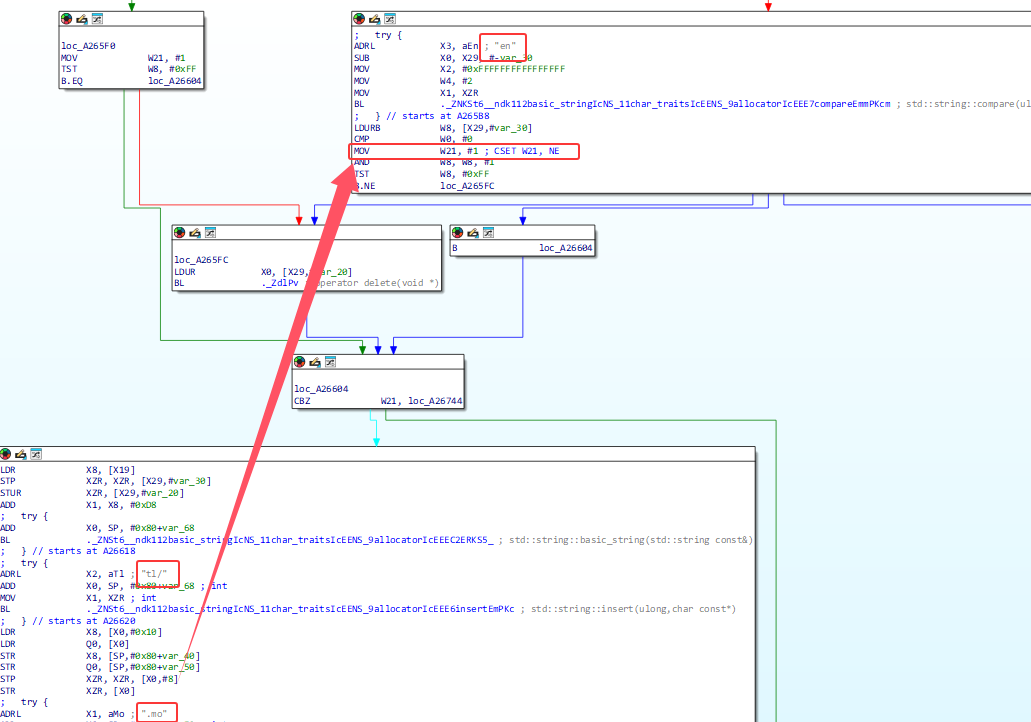 loc_A265F0
MOV W21, #1
TST W8, #0xFF
B.EQ loc_A26604
; try {
ADRL X3, aEn ; "en"
SUB X0, X29, #-var_30
MOV X2, #0xFFFFFFFFFFFFFFFF
MOV W4, #2
MOV X1, XZR
BL ._ZNKSt6__ndk112basic_stringIcNS_11char_traitsIcEENS_9allocatorIcEEE7compareEmmPKcm ; std::string::compare(ul
; } // starts at A265B8
LDURB W8, [X29,#var_30]
CMP W0, #0
MOV W21, #1 ; CSET W21, NE
AND W8, W8, #1
TST W8, #0xFF
B.NE loc_A265FC
loc_A265FC
LDUR X0, [X29,#var_20]
BL ._ZdlPv ; operator delete(void *)
B loc_A26604
loc_A26604
CBZ W21, loc_A26744
LDR X8, [X19]
STP XZR, XZR, [X29,#var_30]
STUR XZR, [X29,#var_20]
ADD X1, X8, #0xD8
; try {
ADD X0, SP, #0x80+var_68
BL ._ZNSt6__ndk112basic_stringIcNS_11char_traitsIcEENS_9allocatorIcEEEC2ERKS5_ ; std::string::basic_string(std::string const&)
; } // starts at A26618
; try {
ADRL X2, aTl ; "tl/"
ADD X0, SP, #0x80+var_68 ; int
MOV X1, XZR ; int
BL ._ZNSt6__ndk112basic_stringIcNS_11char_traitsIcEENS_9allocatorIcEEE6insertEmPKc ; std::string::insert(ulong,char const*)
; } // starts at A26620
LDR X8, [X0,#0x10]
LDR Q0, [X0]
STR X8, [SP,#0x80+var_40]
STR Q0, [SP,#0x80+var_50]
STP XZR, XZR, [X0,#8]
STR XZR, [X0]
; try {
ADRL X1, aMo ; ".mo"